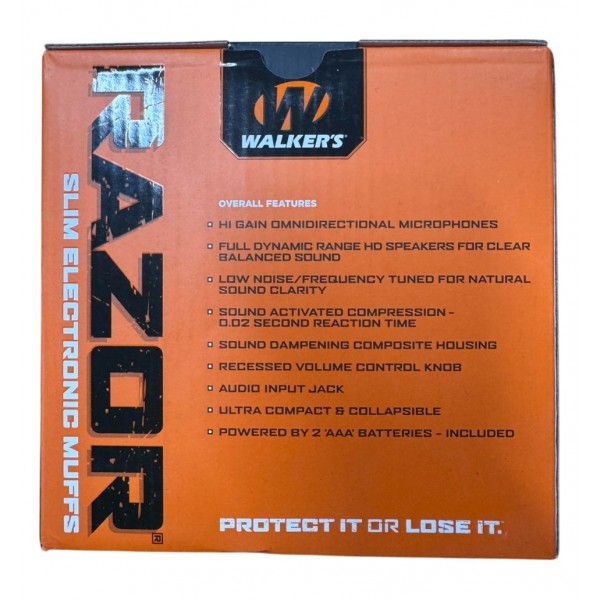 WALKER'S®
RAZOR®
SLIM ELECTRONIC MUFFS
OVERALL FEATURES
▫ HI GAIN OMNIDIRECTIONAL MICROPHONES
▫ FULL DYNAMIC RANGE HD SPEAKERS FOR CLEAR
BALANCED SOUND
▫ LOW NOISE/FREQUENCY TUNED FOR NATURAL
SOUND CLARITY
▫ SOUND ACTIVATED COMPRESSION –
0.02 SECOND REACTION TIME
▫ SOUND DAMPENING COMPOSITE HOUSING
▫ RECESSED VOLUME CONTROL KNOB
▫ AUDIO INPUT JACK
▫ ULTRA COMPACT & COLLAPSIBLE
▫ POWERED BY 2 'AAA' BATTERIES – INCLUDED
PROTECT IT OR LOSE IT.™